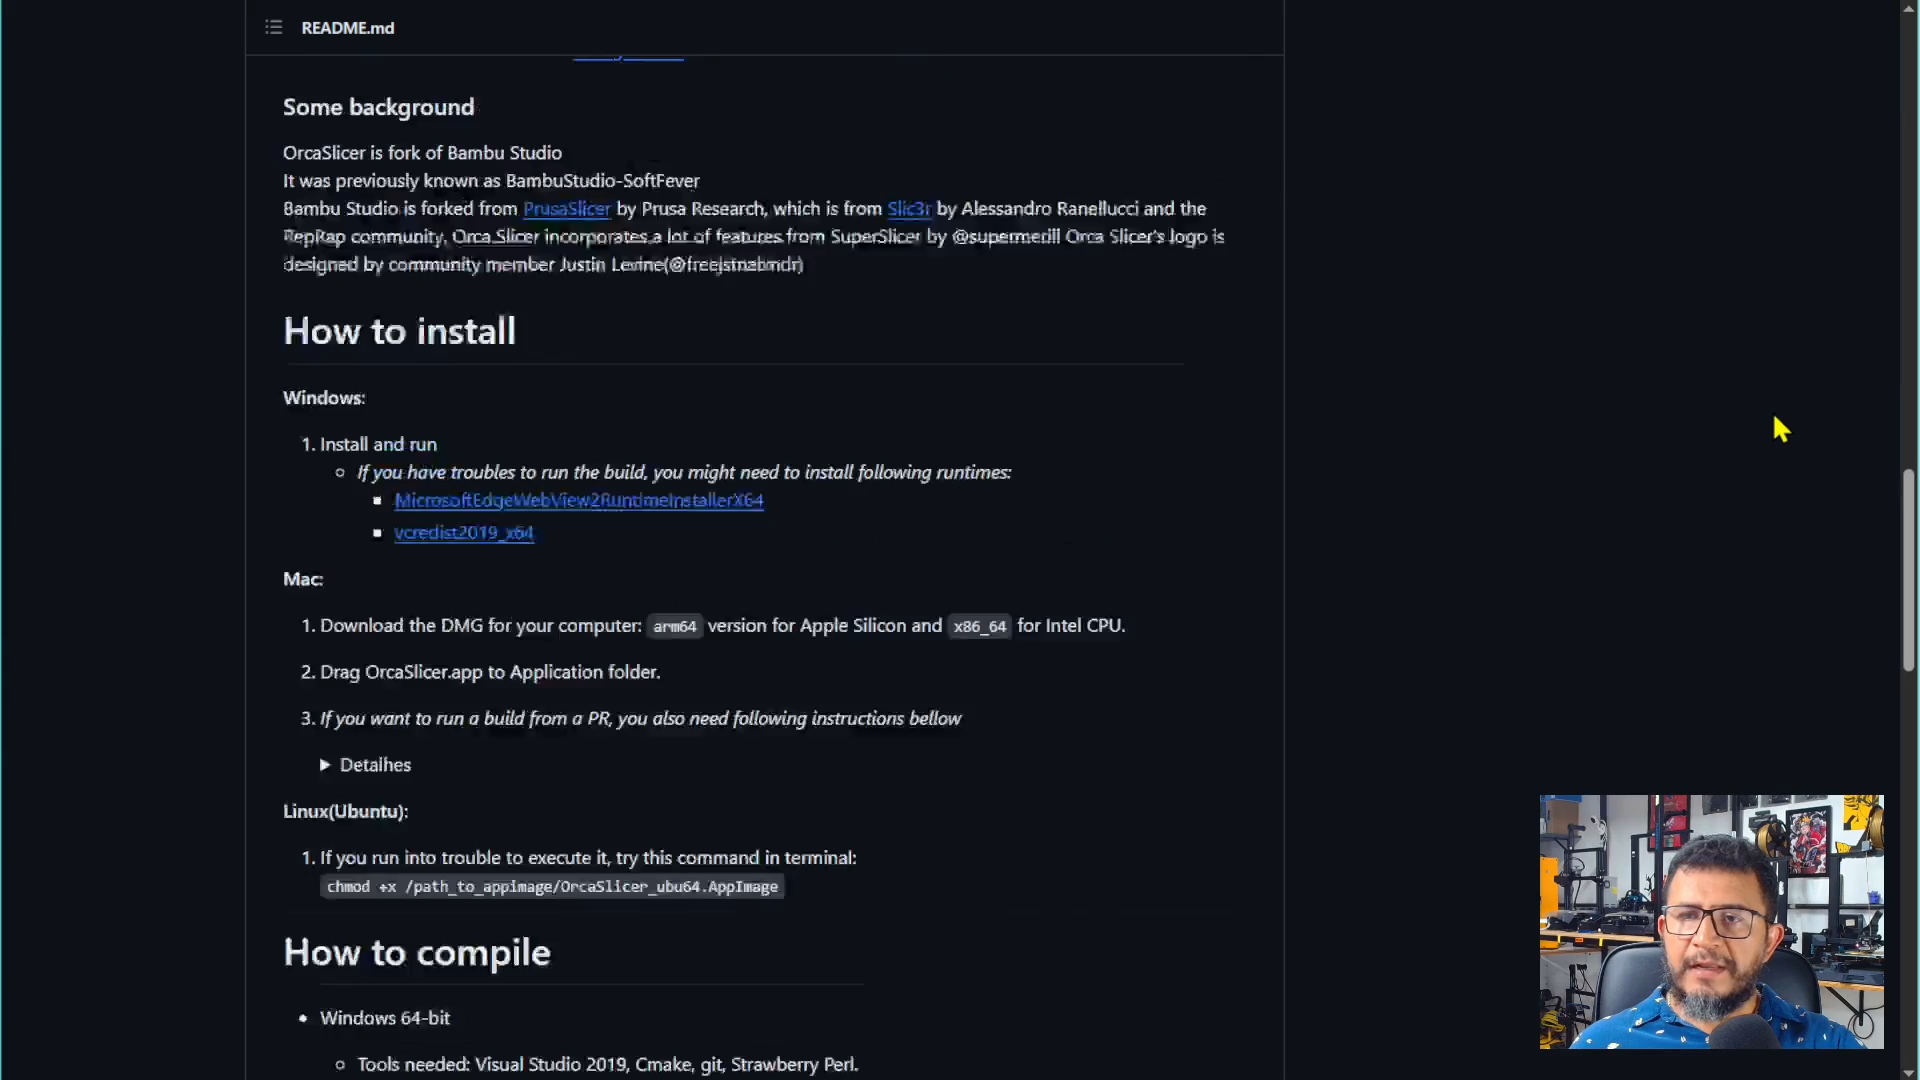 README.md
Some background
OrcaSlicer is fork of Bambu Studio
It was previously known as BambuStudio-SoftFever
Bambu Studio is forked from PrusaSlicer by Prusa Research, which is from Slic3r by Alessandro Ranellucci and the
RepRap community. Orca Slicer incorporates a lot of features from SuperSlicer by @supermerill Orca Slicer's logo is
designed by community member Justin Levine
How to install
Windows:
1. Install and run
If you have troubles to run the build, you might need to install following runtimes:
MicrosoftEdgeWebView2RuntimeInstallerX64
vcredist2019_x64
Mac:
1. Download the DMG for your computer: arm64 version for Apple Silicon and x86_64 for Intel CPU.
2. Drag OrcaSlicer.app to Application folder.
3. If you want to run a build from a PR, you also need following instructions bellow
Detalhes
Linux(Ubuntu):
1. If you run into trouble to execute it, try this command in terminal:
chmod +x /path_to_appimage/OrcaSlicer_ubu64.AppImage
How to compile
Windows 64-bit
Tools needed: Visual Studio 2019, Cmake, git, Strawberry Perl.